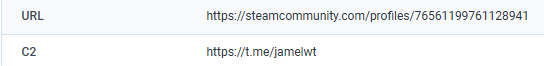 URL https://steamcommunity.com/profiles/76561199761128941
C2 https://t.me/jamelwt